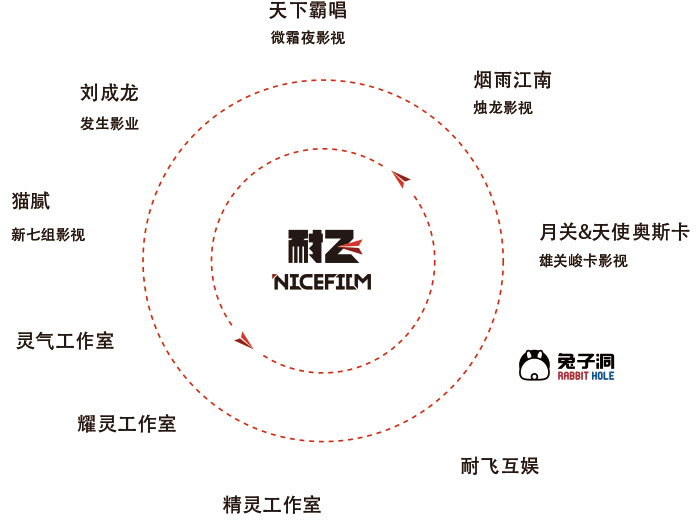 天下霸唱
微霜夜影视
烟雨江南
烛龙影视
刘成龙
发生影业
猫腻
新七组影视
月关&天使奥斯卡
雄关峻卡影视
耐飞
NICEFILM
灵气工作室
兔子洞
RABBIT HOLE
耀灵工作室
耐飞互娱
精灵工作室